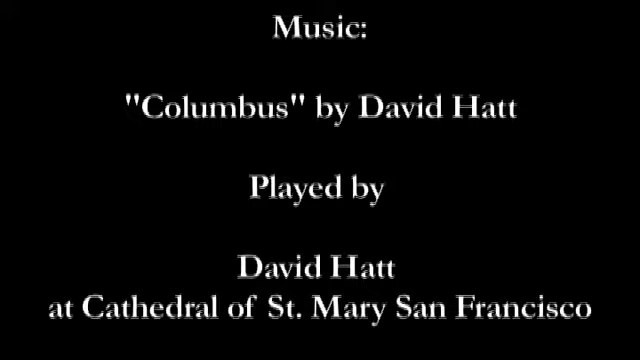 Music:
"Columbus" by David Hatt
Played by
David Hatt
at Cathedral of St. Mary San Francisco